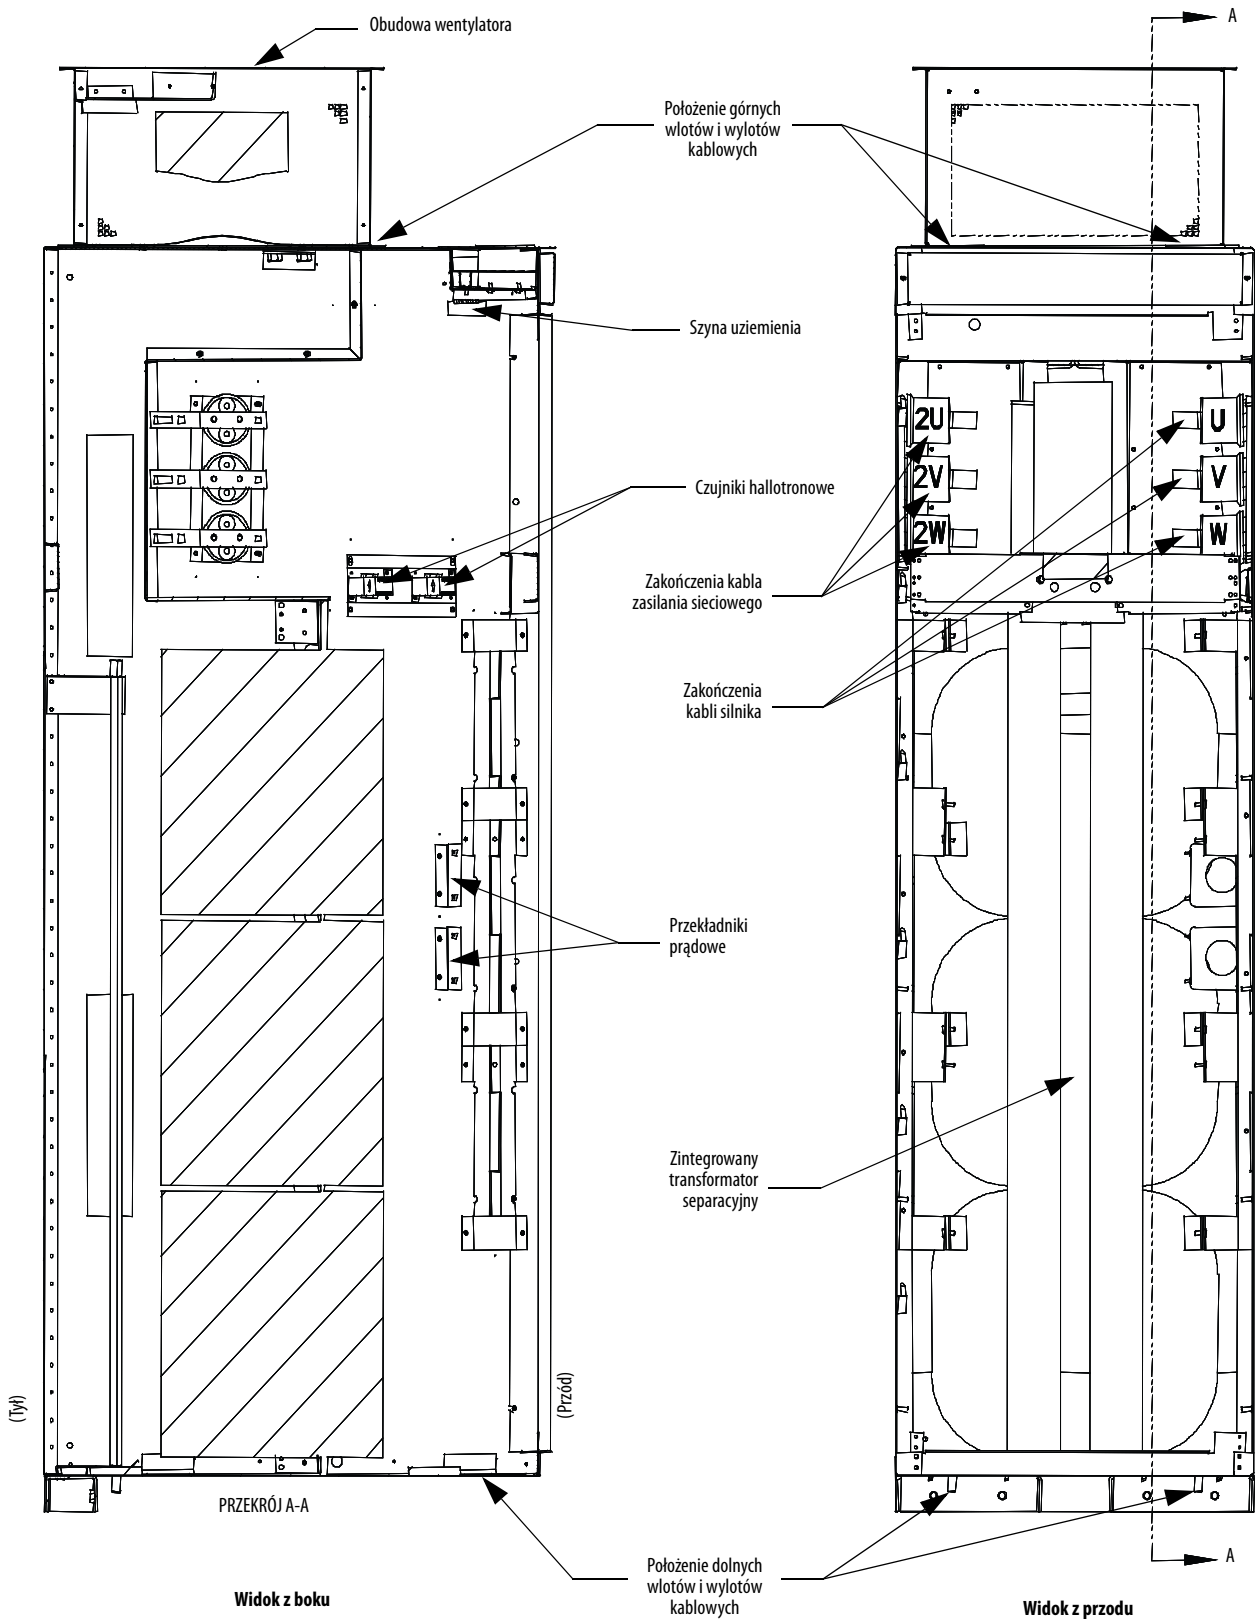 A
Obudowa wentylatora
Położenie górnych
wlotów i wylotów
kablowych
Szyna uziemienia
2U
U
2V
V
2W
W
Czujniki hallotronowe
Zakończenia kabla
zasilania sieciowego
Zakończenia
kabli silnika
Przekładniki
prądowe
Zintegrowany
transformator
separacyjny
(Tył)
(Przód)
PRZEKRÓJ A-A
A
Położenie dolnych
wlotów i wylotów
kablowych
Widok z boku
Widok z przodu